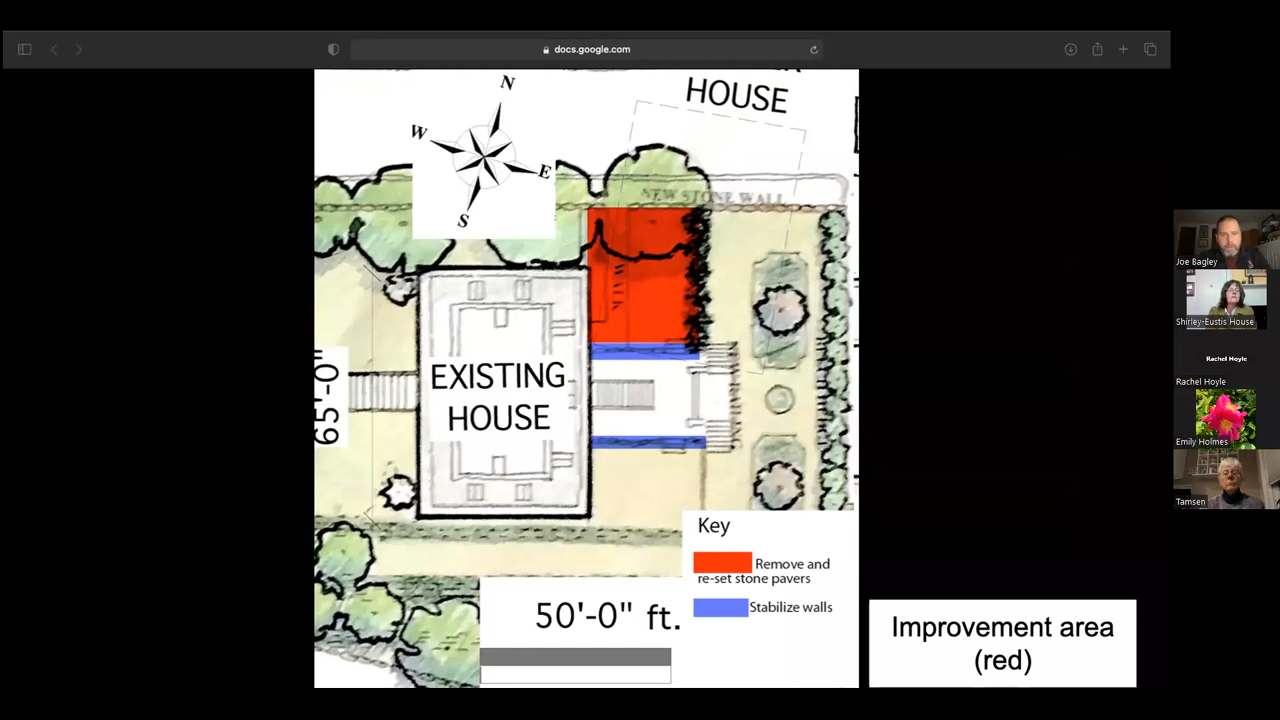 docs.google.com
HOUSE
N
W
E
S
NEW STONE WALL
WALK
65'-0"
EXISTING
HOUSE
Key
Remove and
re-set stone pavers
Stabilize walls
50'-0" ft.
Improvement area
(red)
Joe Bagley
Shirley-Eustis House
Rachel Hoyle
Rachel Hoyle
Emily Holmes
Tamsen